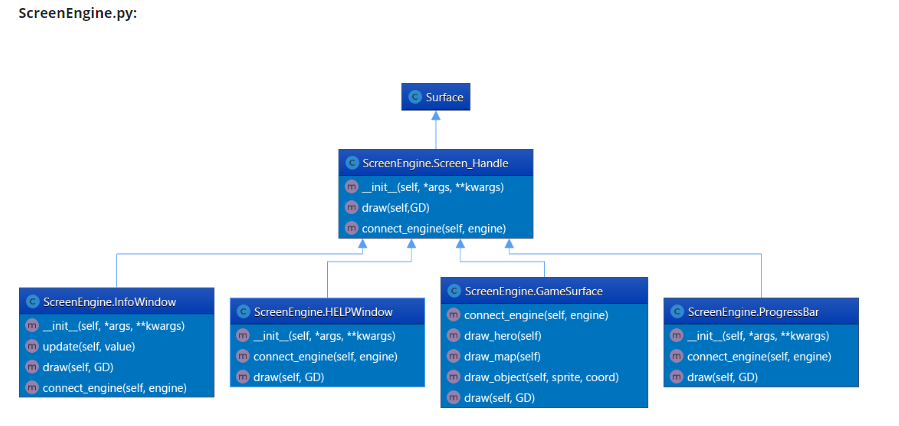 ScreenEngine.py:
C Surface
C ScreenEngine.Screen_Handle
m __init__(self, *args, **kwargs)
m draw(self,GD)
m connect_engine(self, engine)
C ScreenEngine.InfoWindow
m __init__(self, *args, **kwargs)
m update(self, value)
m draw(self, GD)
m connect_engine(self, engine)
C ScreenEngine.HELPWindow
m __init__(self, *args, **kwargs)
m connect_engine(self, engine)
m draw(self, GD)
C ScreenEngine.GameSurface
m connect_engine(self, engine)
m draw_hero(self)
m draw_map(self)
m draw_object(self, sprite, coord)
m draw(self, GD)
C ScreenEngine.ProgressBar
m __init__(self, *args, **kwargs)
m connect_engine(self, engine)
m draw(self, GD)